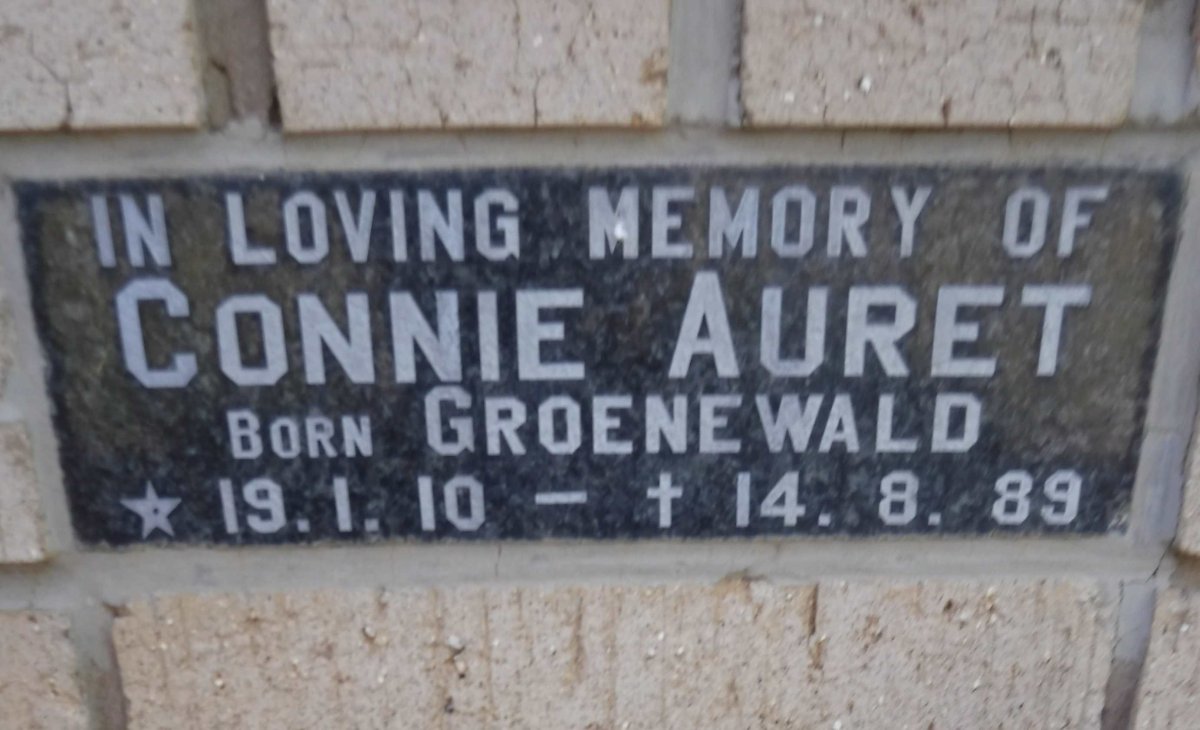 IN LOVING MEMORY OF
CONNIE AURET
BORN GROENEWALD
☆ 19.1.10 – † 14.8.89